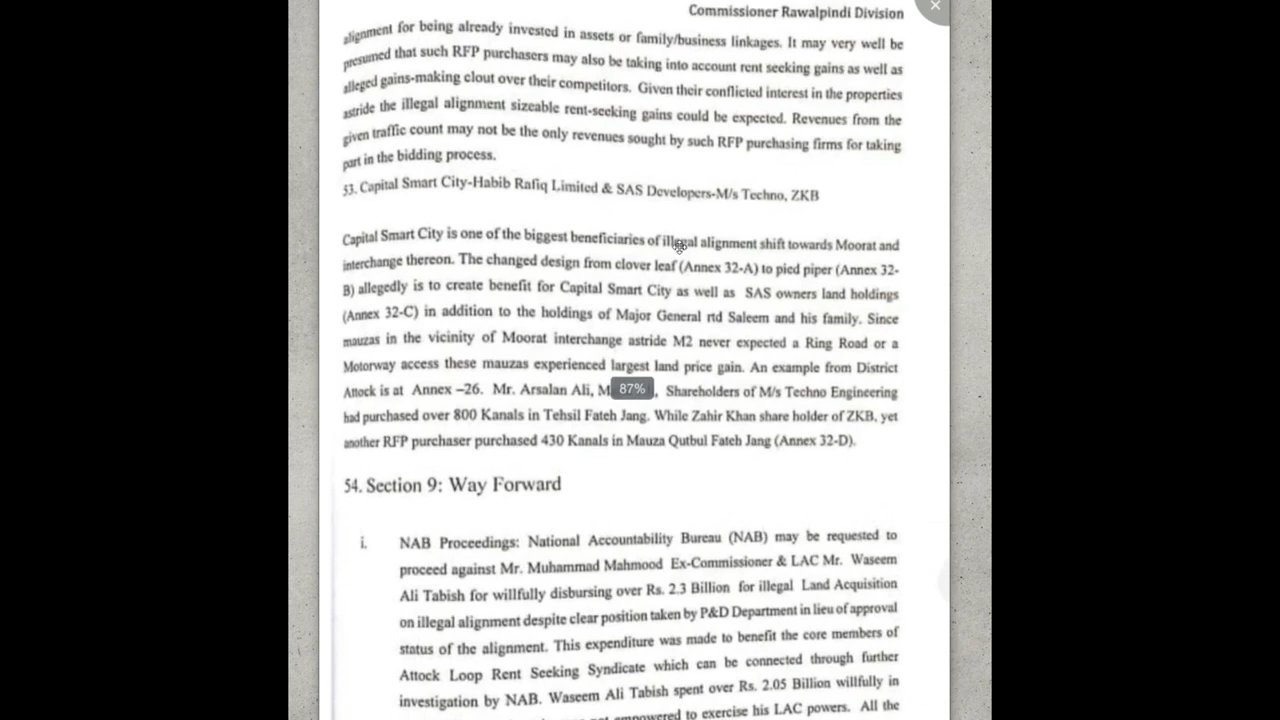 Commissioner Rawalpindi Division
alignment for being already invested in assets or family/business linkages. It may very well be
presumed that such RFP purchasers may also be taking into account rent seeking gains as well as
alleged gains-making clout over their competitors. Given their conflicted interest in the properties
astride the illegal alignment sizeable rent-seeking gains could be expected. Revenues from the
given traffic count may not be the only revenues sought by such RFP purchasing firms for taking
part in the bidding process.
53. Capital Smart City-Habib Rafiq Limited & SAS Developers-M/s Techno, ZKB
Capital Smart City is one of the biggest beneficiaries of illegal alignment shift towards Moorat and
interchange thereon. The changed design from clover leaf (Annex 32-A) to pied piper (Annex 32-
B) allegedly is to create benefit for Capital Smart City as well as SAS owners land holdings
(Annex 32-C) in addition to the holdings of Major General rtd Saleem and his family. Since
mauzas in the vicinity of Moorat interchange astride M2 never expected a Ring Road or a
Motorway access these mauzas experienced largest land price gain. An example from District
Attock is at Annex –26. Mr. Arsalan Ali, M 87% , Shareholders of M/s Techno Engineering
had purchased over 800 Kanals in Tehsil Fateh Jang. While Zahir Khan share holder of ZKB, yet
another RFP purchaser purchased 430 Kanals in Mauza Qutbul Fateh Jang (Annex 32-D).
54. Section 9: Way Forward
i. NAB Proceedings: National Accountability Bureau (NAB) may be requested to
proceed against Mr. Muhammad Mahmood Ex-Commissioner & LAC Mr. Waseem
Ali Tabish for willfully disbursing over Rs. 2.3 Billion for illegal Land Acquisition
on illegal alignment despite clear position taken by P&D Department in lieu of approval
status of the alignment. This expenditure was made to benefit the core members of
Attock Loop Rent Seeking Syndicate which can be connected through further
investigation by NAB. Waseem Ali Tabish spent over Rs. 2.05 Billion willfully in
empowered to exercise his LAC powers. All the